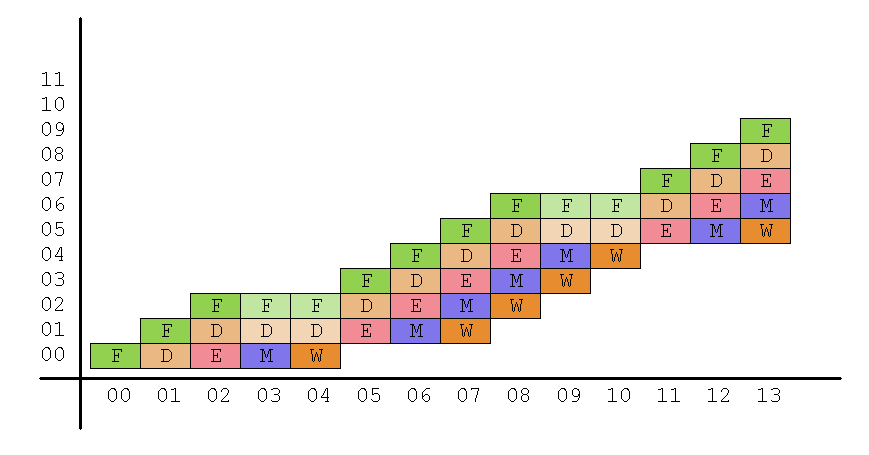 11
10
09 F
08 F D
07 F D E
06 F F F D E M
05 F D D D E M W
04 F D E M W
03 F D E M W
02 F F F D E M W
01 F D D D E M W
00 F D E M W
00 01 02 03 04 05 06 07 08 09 10 11 12 13